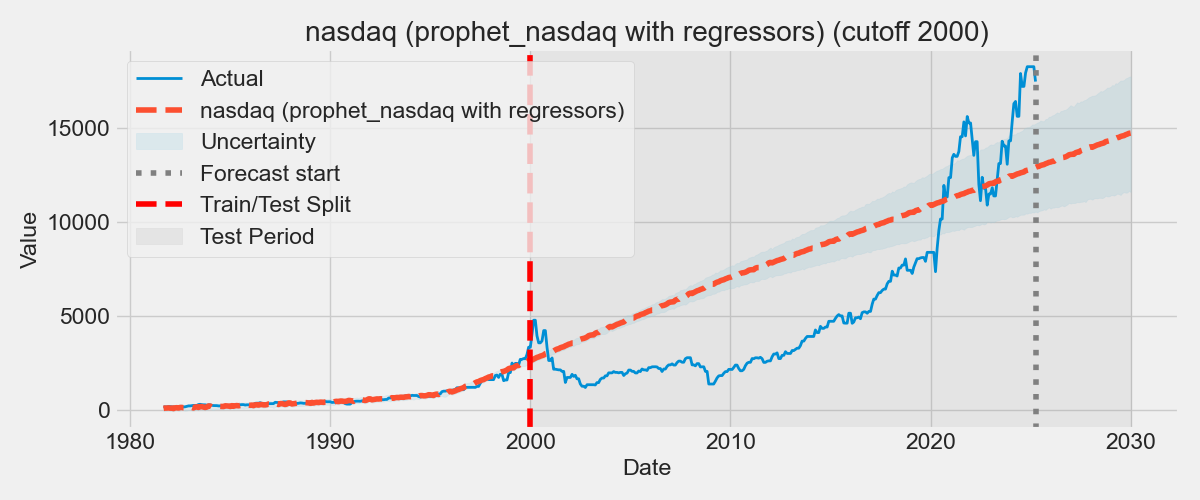 nasdaq (prophet_nasdaq with regressors) (cutoff 2000)
Actual
nasdaq (prophet_nasdaq with regressors)
Uncertainty
Forecast start
Train/Test Split
Test Period
Value
15000
10000
5000
0
1980 1990 2000 2010 2020 2030
Date